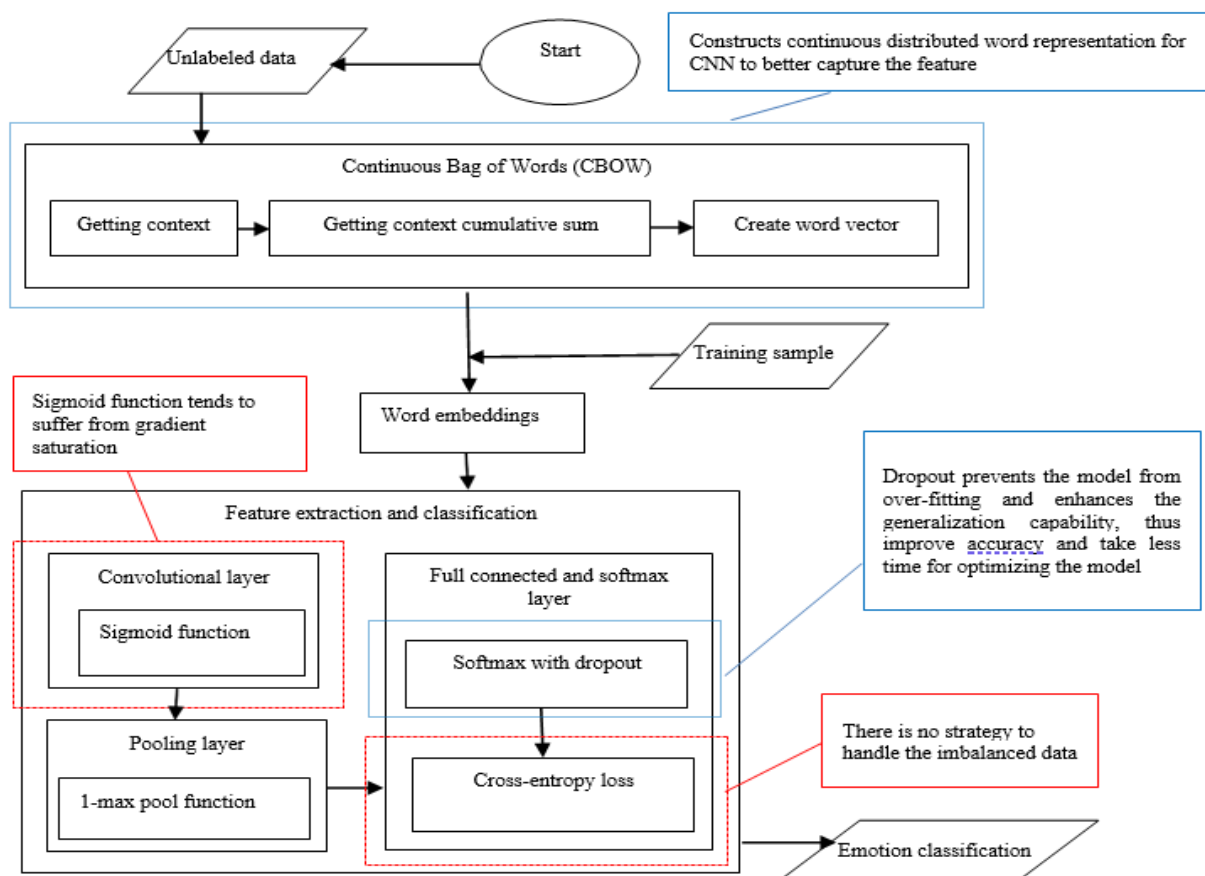 Unlabeled data
Start
Constructs continuous distributed word representation for
CNN to better capture the feature
Continuous Bag of Words (CBOW)
Getting context
Getting context cumulative sum
Create word vector
Training sample
Sigmoid function tends to
suffer from gradient
saturation
Word embeddings
Dropout prevents the model from
over-fitting and enhances the
generalization capability, thus
improve accuracy and take less
time for optimizing the model
Feature extraction and classification
Convolutional layer
Sigmoid function
Full connected and softmax
layer
Softmax with dropout
Pooling layer
1-max pool function
Cross-entropy loss
There is no strategy to
handle the imbalanced data
Emotion classification